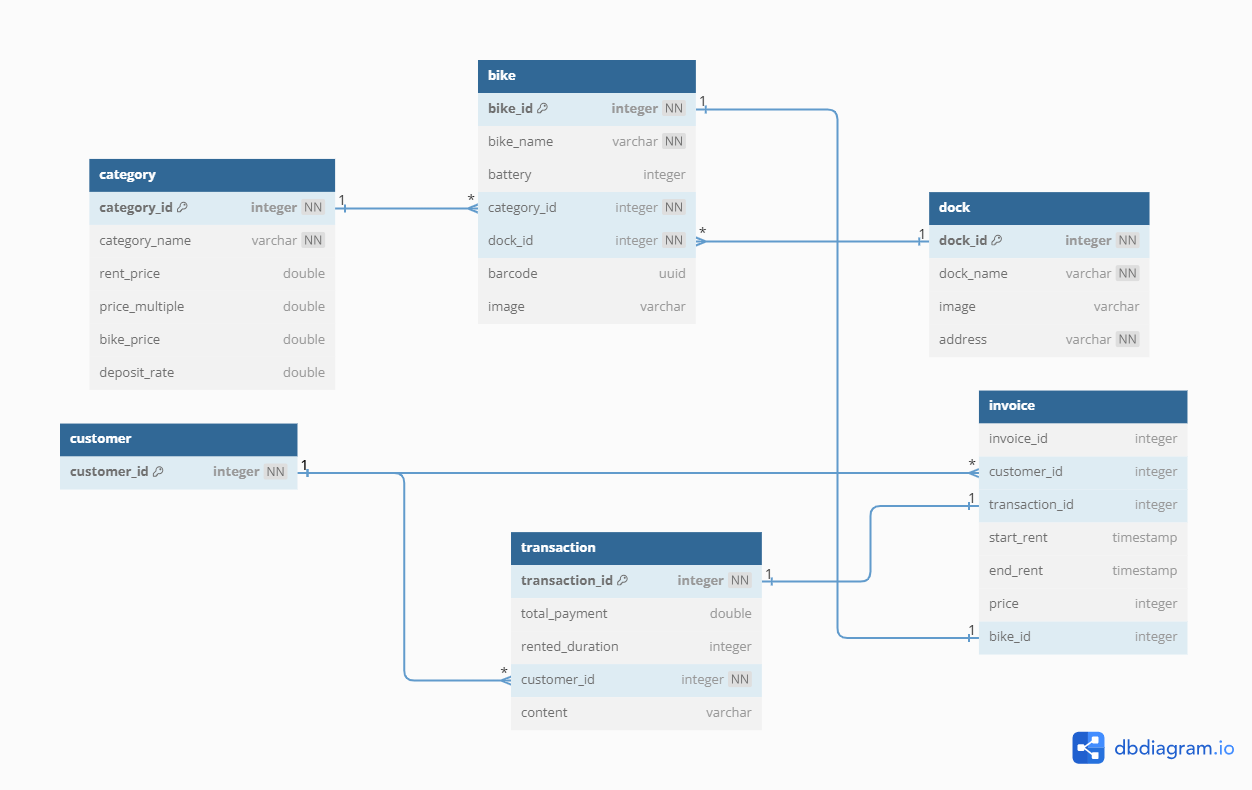 bike
bike_id integer NN
bike_name varchar NN
battery integer
category_id integer NN
dock_id integer NN
barcode uuid
image varchar
1
*
*
category
category_id integer NN
category_name varchar NN
rent_price double
price_multiple double
bike_price double
deposit_rate double
1
dock
dock_id integer NN
dock_name varchar NN
image varchar
address varchar NN
1
customer
customer_id integer NN
1
invoice
invoice_id integer
customer_id integer
transaction_id integer
start_rent timestamp
end_rent timestamp
price integer
bike_id integer
*
1
1
transaction
transaction_id integer NN
total_payment double
rented_duration integer
customer_id integer NN
content varchar
1
*
dbdiagram.io